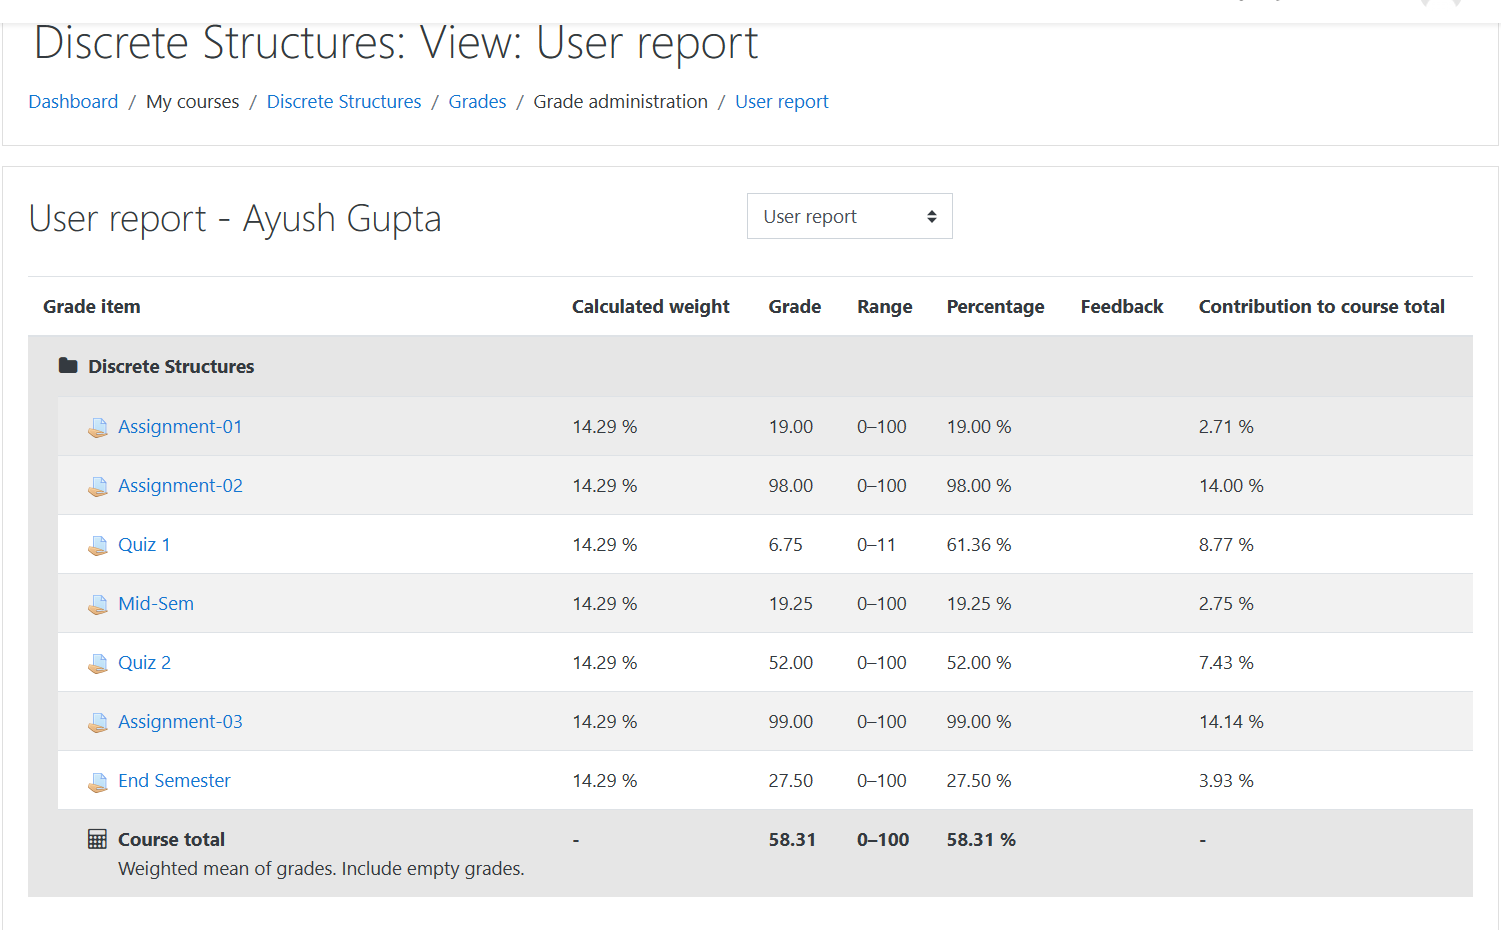 Discrete Structures: View: User report
Dashboard / My courses / Discrete Structures / Grades / Grade administration / User report
User report - Ayush Gupta
User report
Grade item Calculated weight Grade Range Percentage Feedback Contribution to course total
Discrete Structures
Assignment-01 14.29 % 19.00 0–100 19.00 % 2.71 %
Assignment-02 14.29 % 98.00 0–100 98.00 % 14.00 %
Quiz 1 14.29 % 6.75 0–11 61.36 % 8.77 %
Mid-Sem 14.29 % 19.25 0–100 19.25 % 2.75 %
Quiz 2 14.29 % 52.00 0–100 52.00 % 7.43 %
Assignment-03 14.29 % 99.00 0–100 99.00 % 14.14 %
End Semester 14.29 % 27.50 0–100 27.50 % 3.93 %
Course total - 58.31 0–100 58.31 % -
Weighted mean of grades. Include empty grades.